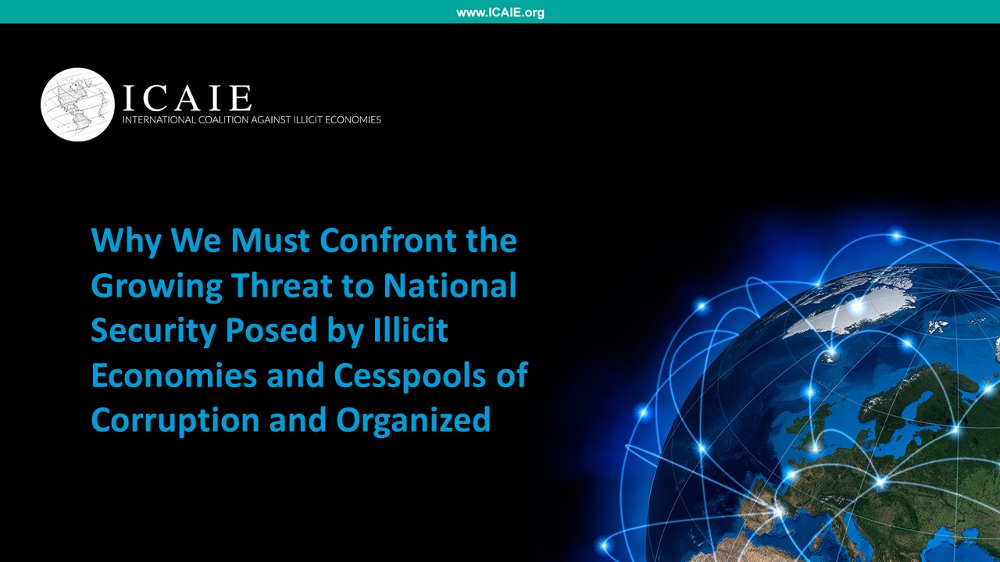 www.ICAIE.org
ICAIE
INTERNATIONAL COALITION AGAINST ILLICIT ECONOMIES
Why We Must Confront the
Growing Threat to National
Security Posed by Illicit
Economies and Cesspools of
Corruption and Organized